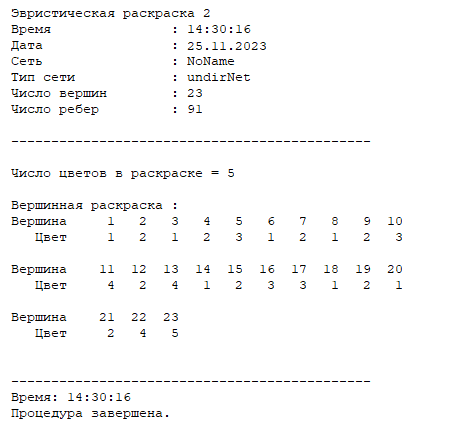 Эвристическая раскраска 2
Время : 14:30:16
Дата : 25.11.2023
Сеть : NoName
Тип сети : undirNet
Число вершин : 23
Число ребер : 91
---------------------------------------------
Число цветов в раскраске = 5
Вершинная раскраска :
Вершина 1 2 3 4 5 6 7 8 9 10
Цвет 1 2 1 2 3 1 2 1 2 3
Вершина 11 12 13 14 15 16 17 18 19 20
Цвет 4 2 4 1 2 3 3 1 2 1
Вершина 21 22 23
Цвет 2 4 5
---------------------------------------------
Время: 14:30:16
Процедура завершена.